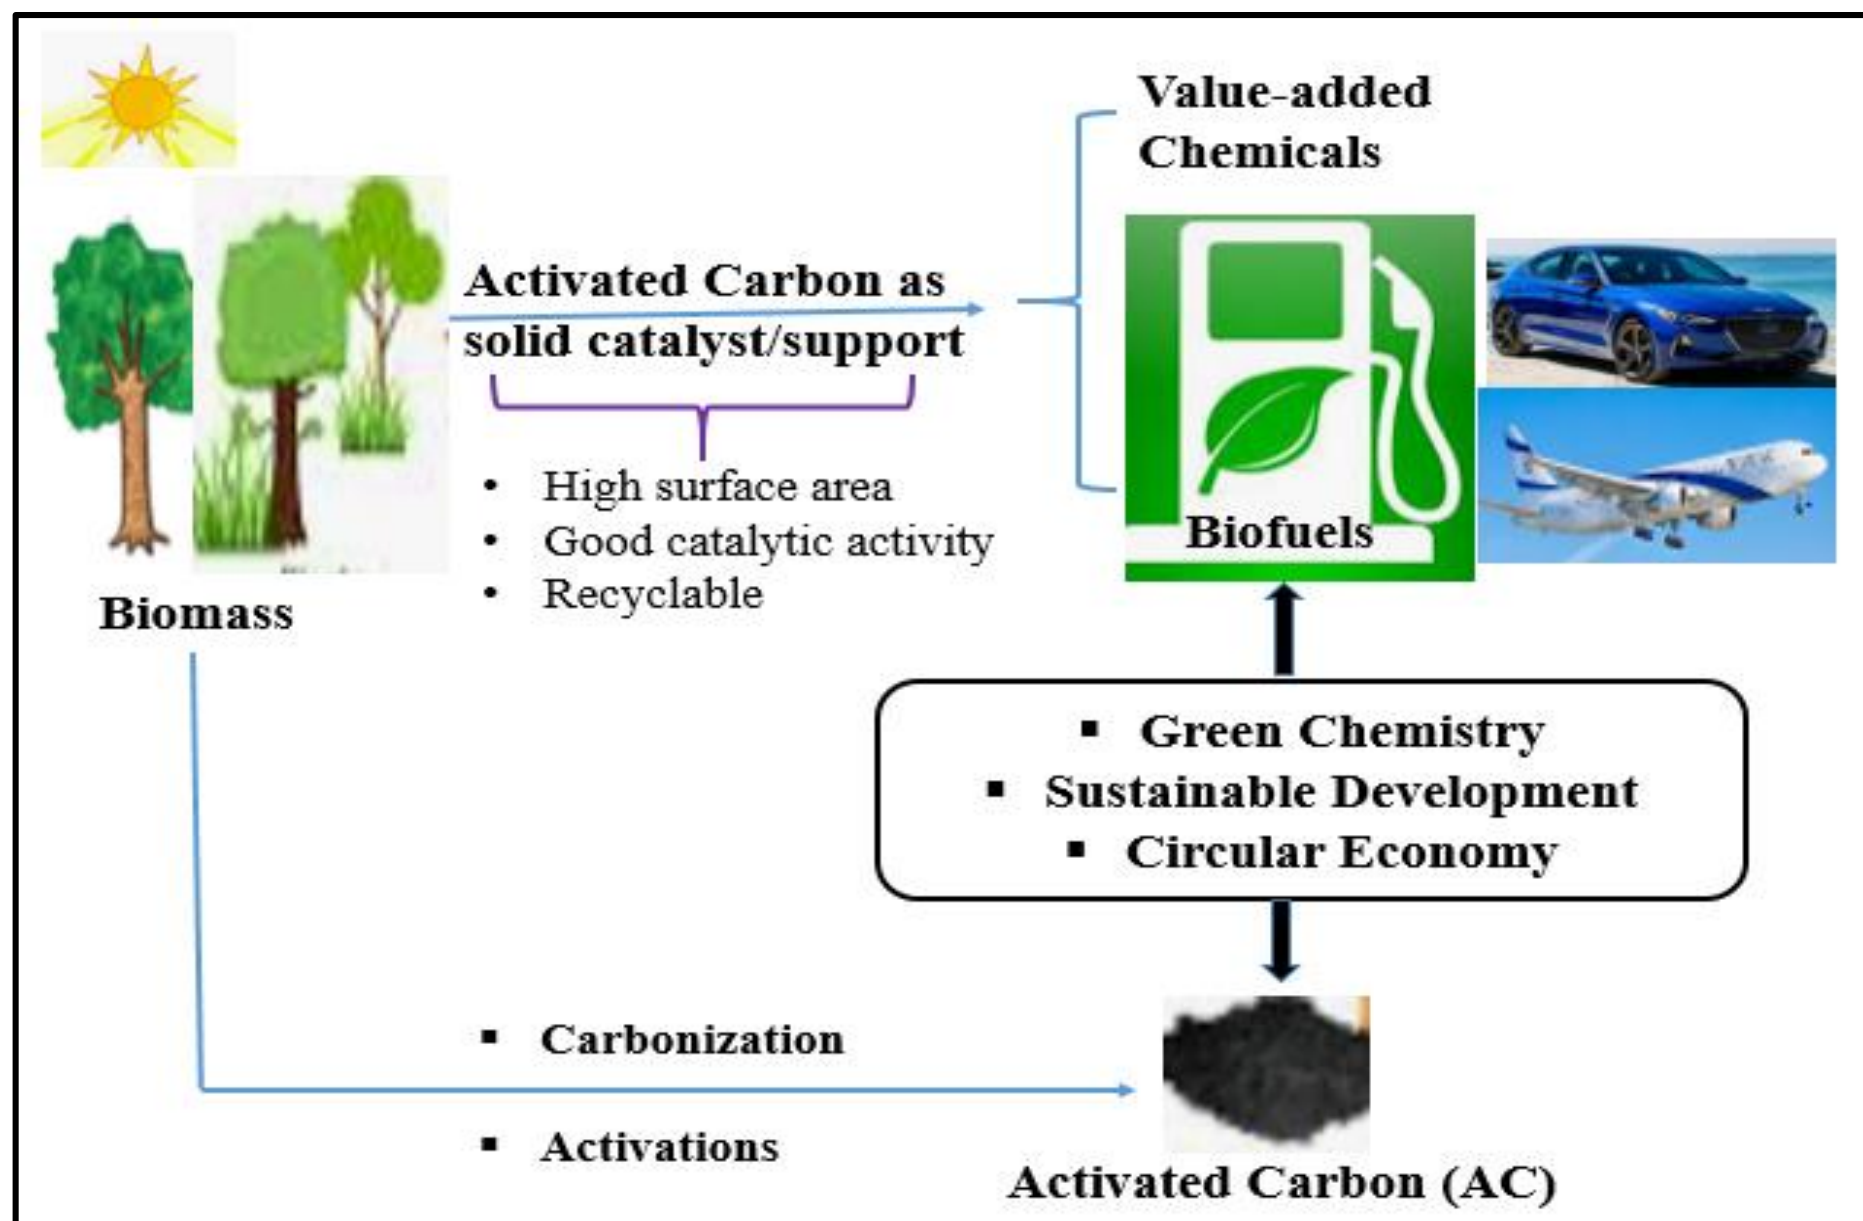 Value-added
Chemicals
Activated Carbon as
solid catalyst/support
• High surface area
• Good catalytic activity
• Recyclable
Biofuels
Biomass
▪ Green Chemistry
▪ Sustainable Development
▪ Circular Economy
▪ Carbonization
▪ Activations
Activated Carbon (AC)